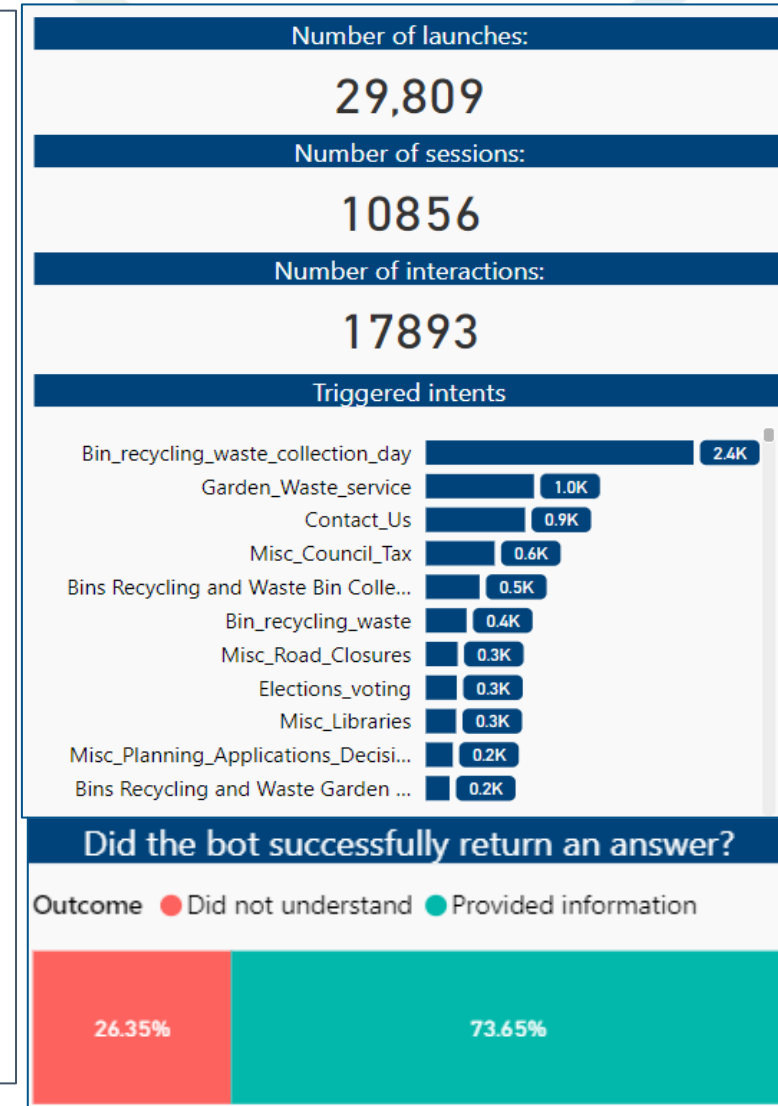 Number of launches:
29,809
Number of sessions:
10856
Number of interactions:
17893
Triggered intents
Bin_recycling_waste_collection_day 2.4K
Garden_Waste_service 1.0K
Contact_Us 0.9K
Misc_Council_Tax 0.6K
Bins Recycling and Waste Bin Colle... 0.5K
Bin_recycling_waste 0.4K
Misc_Road_Closures 0.3K
Elections_voting 0.3K
Misc_Libraries 0.3K
Misc_Planning_Applications_Decisi... 0.2K
Bins Recycling and Waste Garden ... 0.2K
Did the bot successfully return an answer?
Outcome Did not understand Provided information
26.35% 73.65%